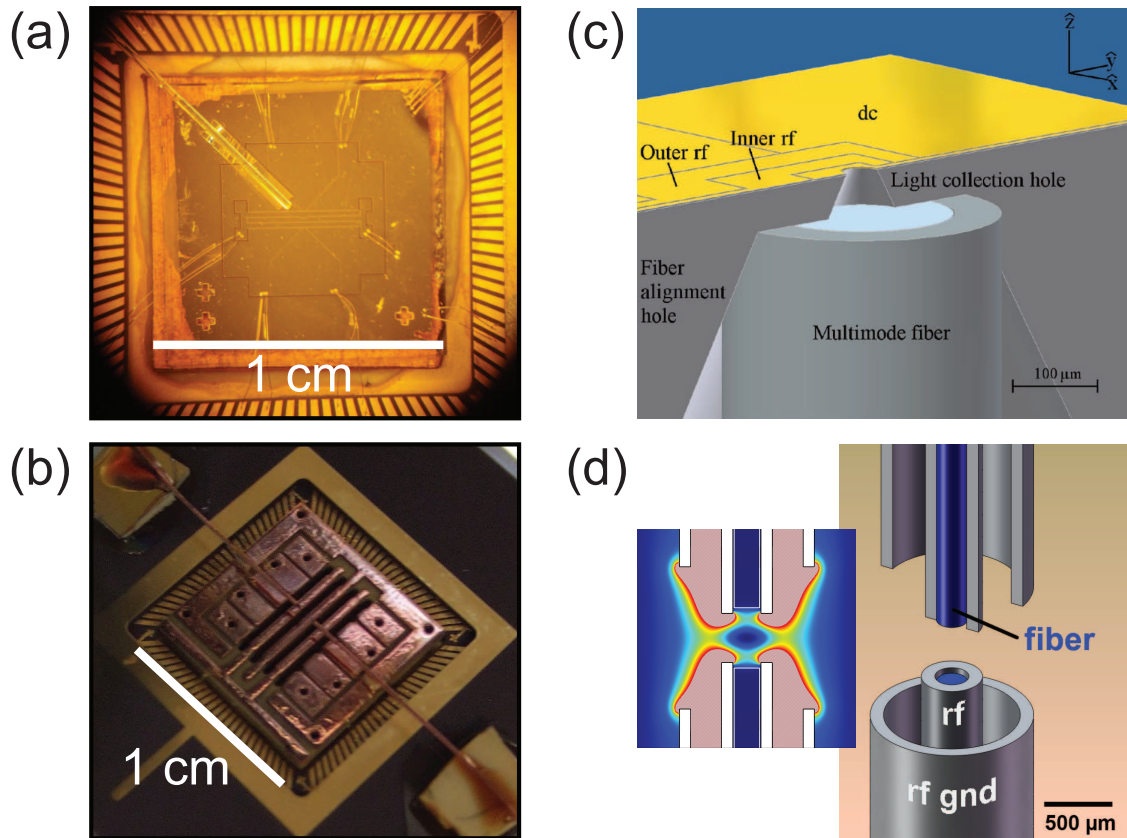 (a)
1 cm
(b)
1 cm
(c)
ẑ
ŷ
x̂
dc
Inner rf
Outer rf
Light collection hole
Fiber
alignment
hole
Multimode fiber
100 μm
(d)
fiber
rf
rf gnd
500 μm